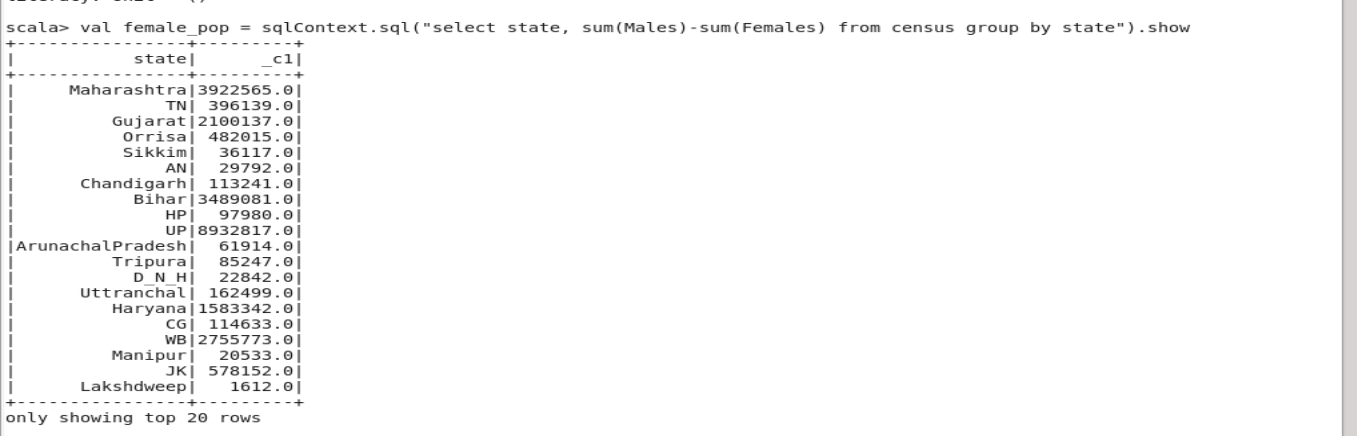 scala> val female_pop = sqlContext.sql("select state, sum(Males)-sum(Females) from census group by state").show
+----------------+---------+
|           state|      _c1|
+----------------+---------+
|     Maharashtra|3922565.0|
|              TN| 396139.0|
|         Gujarat|2100137.0|
|          Orrisa| 482015.0|
|          Sikkim|  36117.0|
|              AN|  29792.0|
|      Chandigarh| 113241.0|
|           Bihar|3489081.0|
|              HP|  97980.0|
|              UP|8932817.0|
|ArunachalPradesh|  61914.0|
|         Tripura|  85247.0|
|           D_N_H|  22842.0|
|      Uttranchal| 162499.0|
|         Haryana|1583342.0|
|              CG| 114633.0|
|              WB|2755773.0|
|         Manipur|  20533.0|
|              JK| 578152.0|
|      Lakshdweep|   1612.0|
+----------------+---------+
only showing top 20 rows